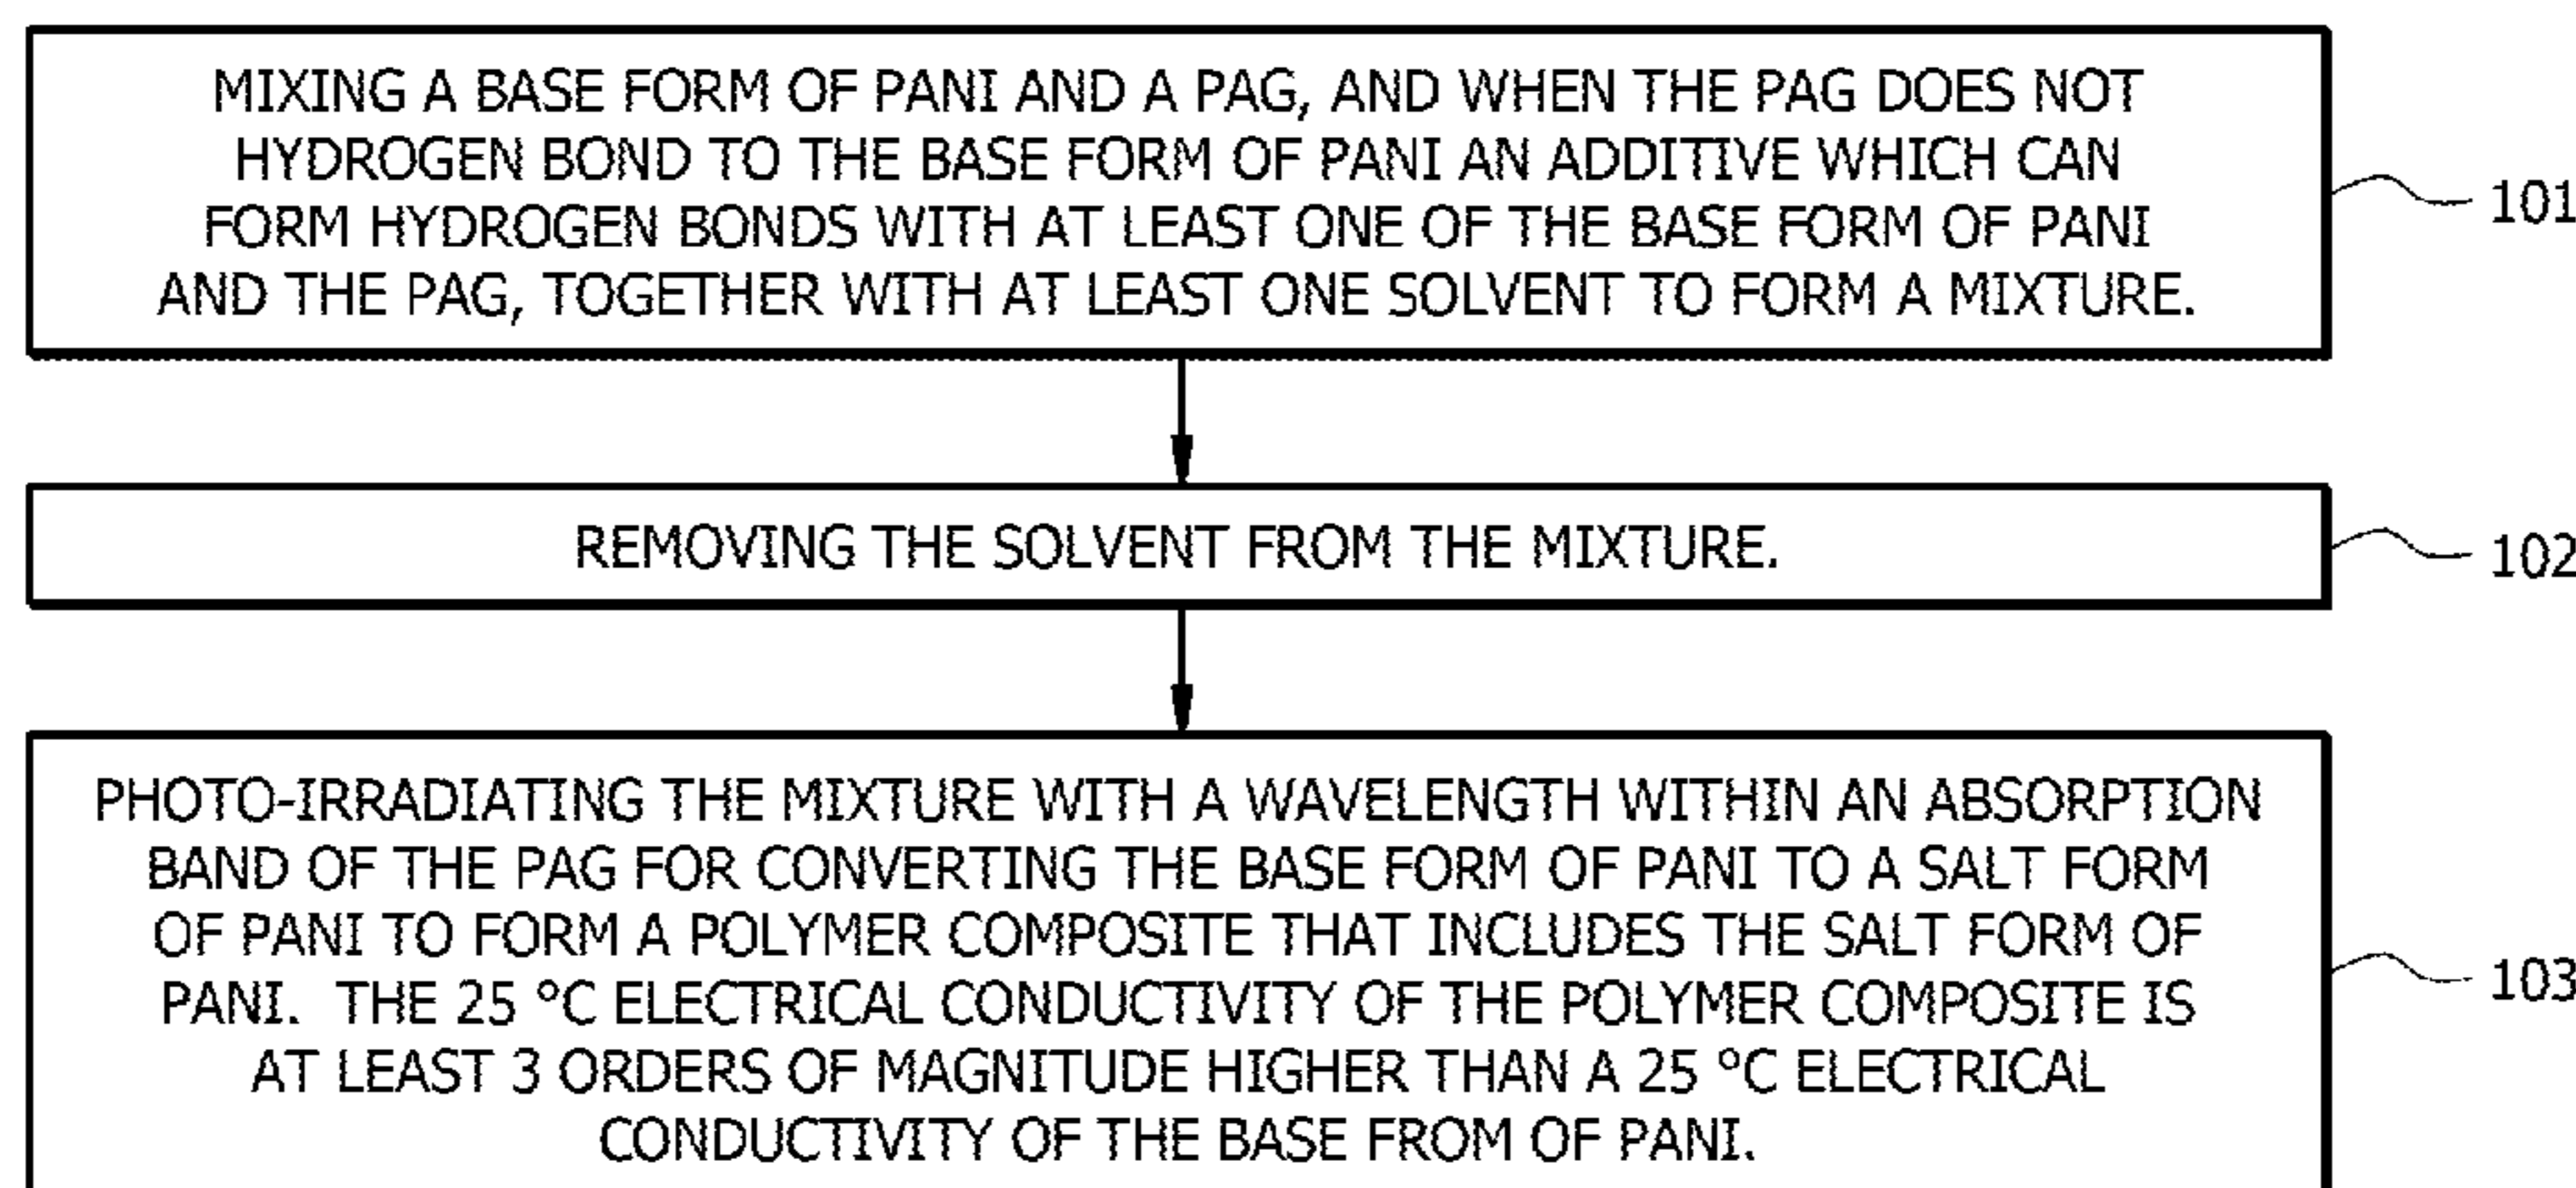 MIXING A BASE FORM OF PANI AND A PAG, AND WHEN THE PAG DOES NOT
HYDROGEN BOND TO THE BASE FORM OF PANI AN ADDITIVE WHICH CAN
FORM HYDROGEN BONDS WITH AT LEAST ONE OF THE BASE FORM OF PANI
AND THE PAG, TOGETHER WITH AT LEAST ONE SOLVENT TO FORM A MIXTURE.
101
REMOVING THE SOLVENT FROM THE MIXTURE.
102
PHOTO-IRRADIATING THE MIXTURE WITH A WAVELENGTH WITHIN AN ABSORPTION
BAND OF THE PAG FOR CONVERTING THE BASE FORM OF PANI TO A SALT FORM
OF PANI TO FORM A POLYMER COMPOSITE THAT INCLUDES THE SALT FORM OF
PANI. THE 25 °C ELECTRICAL CONDUCTIVITY OF THE POLYMER COMPOSITE IS
AT LEAST 3 ORDERS OF MAGNITUDE HIGHER THAN A 25 °C ELECTRICAL
CONDUCTIVITY OF THE BASE FROM OF PANI.
103